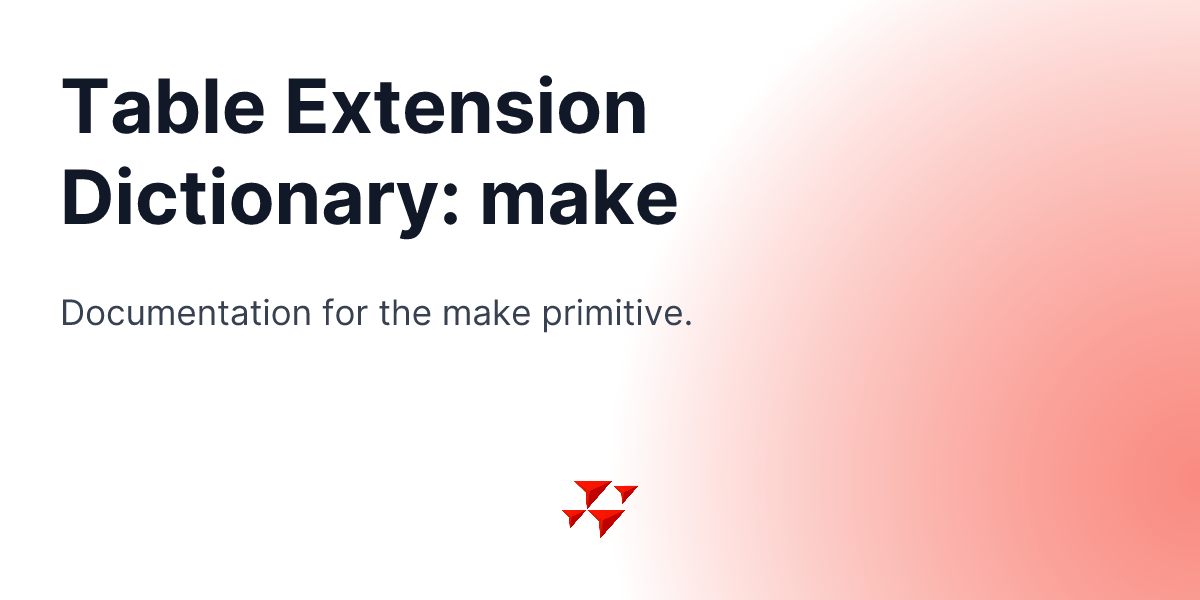 Table Extension
Dictionary: make
Documentation for the make primitive.